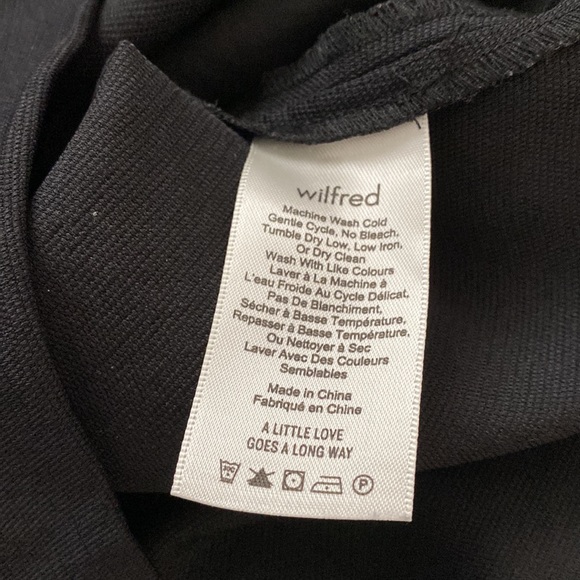 wilfred
Machine Wash Cold
Gentle Cycle, No Bleach.
Tumble Dry Low, Low Iron,
Or Dry Clean
Wash With Like Colours
Laver à La Machine à
L'eau Froide Au Cycle Délicat,
Pas De Blanchiment,
Sécher à Basse Température,
Repasser à Basse Température,
Ou Nettoyer à Sec
Laver Avec Des Couleurs
Semblables
Made in China
Fabriqué en Chine
A LITTLE LOVE
GOES A LONG WAY
30C P